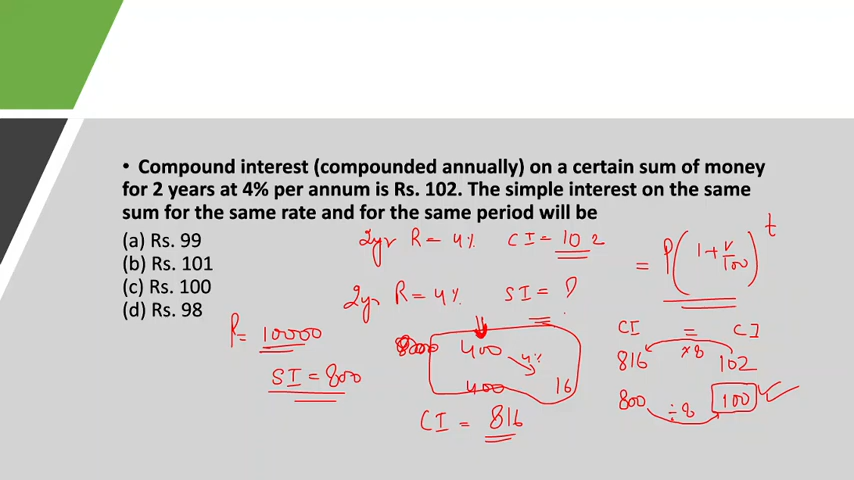 • Compound interest (compounded annually) on a certain sum of money
for 2 years at 4% per annum is Rs. 102. The simple interest on the same
sum for the same rate and for the same period will be
(a) Rs. 99
(b) Rs. 101
(c) Rs. 100
(d) Rs. 98
2yr R = 4% CI = 102
= P(1+r/100)^t
2yr R = 4% SI = ?
P = 10000
SI = 800
400
4%
400 16
CI = 816
CI = CI
816 ×8 102
800 ÷8 100